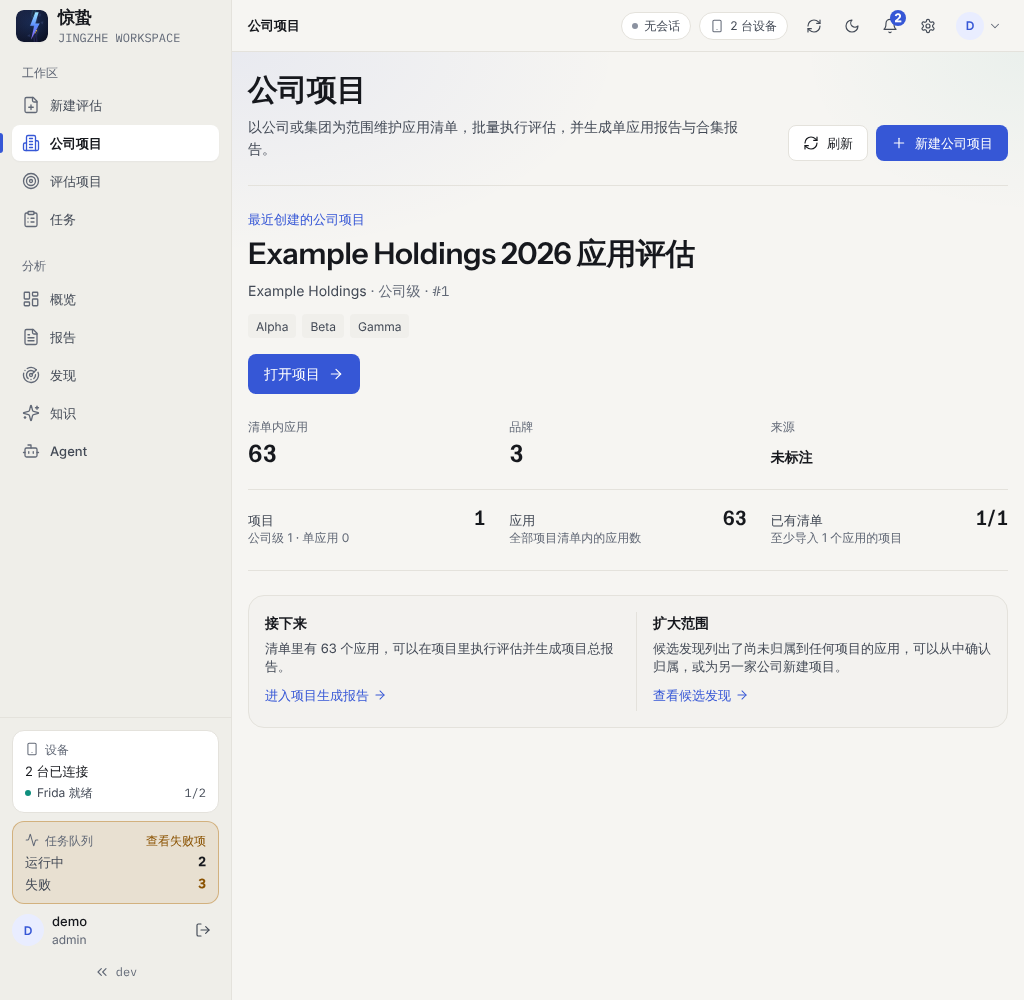 惊蛰
JINGZHE WORKSPACE
工作区
新建评估
公司项目
评估项目
任务
分析
概览
报告
发现
知识
Agent
设备
2 台已连接
Frida 就绪 1/2
任务队列 查看失败项
运行中 2
失败 3
D
demo
admin
dev
公司项目
无会话
2 台设备
2
D
公司项目
以公司或集团为范围维护应用清单，批量执行评估，并生成单应用报告与合集报
告。
刷新
新建公司项目
最近创建的公司项目
Example Holdings 2026 应用评估
Example Holdings · 公司级 · #1
Alpha Beta Gamma
打开项目
清单内应用
63
品牌
3
来源
未标注
项目 1
公司级 1 · 单应用 0
应用 63
全部项目清单内的应用数
已有清单 1/1
至少导入 1 个应用的项目
接下来
清单里有 63 个应用，可以在项目里执行评估并生成项目总报
告。
进入项目生成报告
扩大范围
候选发现列出了尚未归属到任何项目的应用，可以从中确认
归属，或为另一家公司新建项目。
查看候选发现